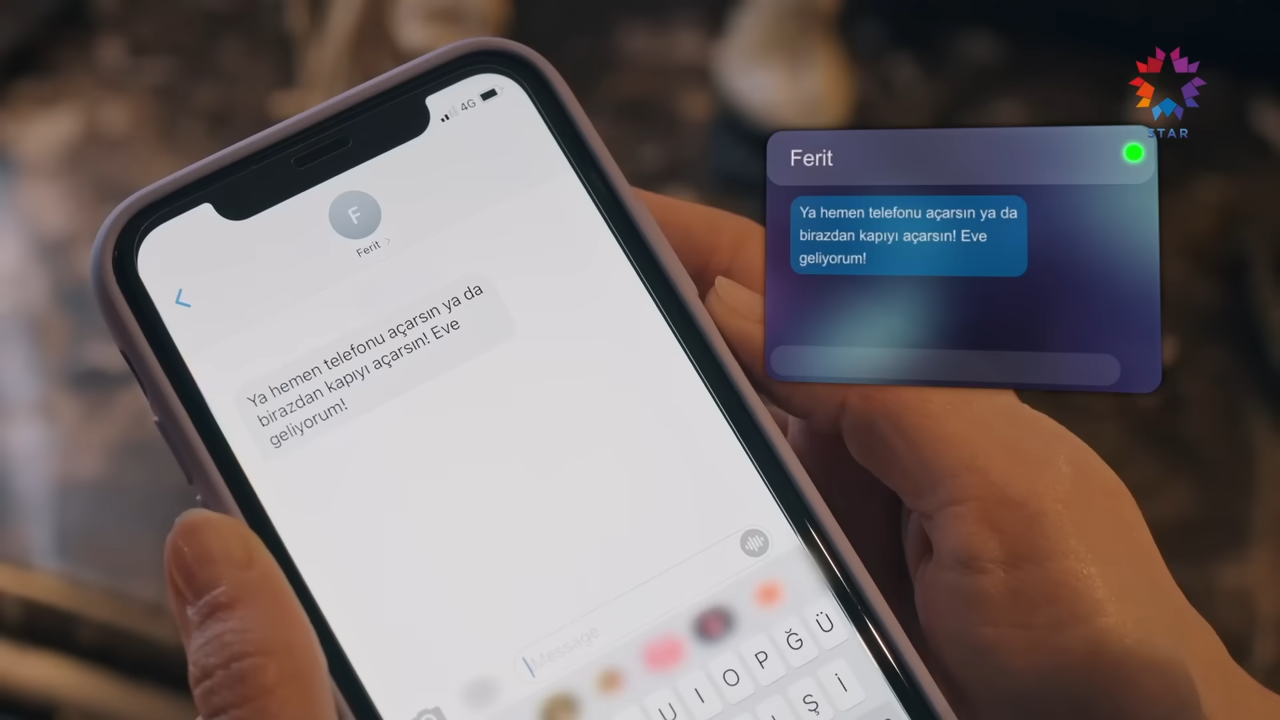 4G
F
Ferit
Ya hemen telefonu açarsın ya da
birazdan kapıyı açarsın! Eve
geliyorum!
Message
U I O P Ğ Ü
Ş İ
STAR
Ferit
Ya hemen telefonu açarsın ya da
birazdan kapıyı açarsın! Eve
geliyorum!